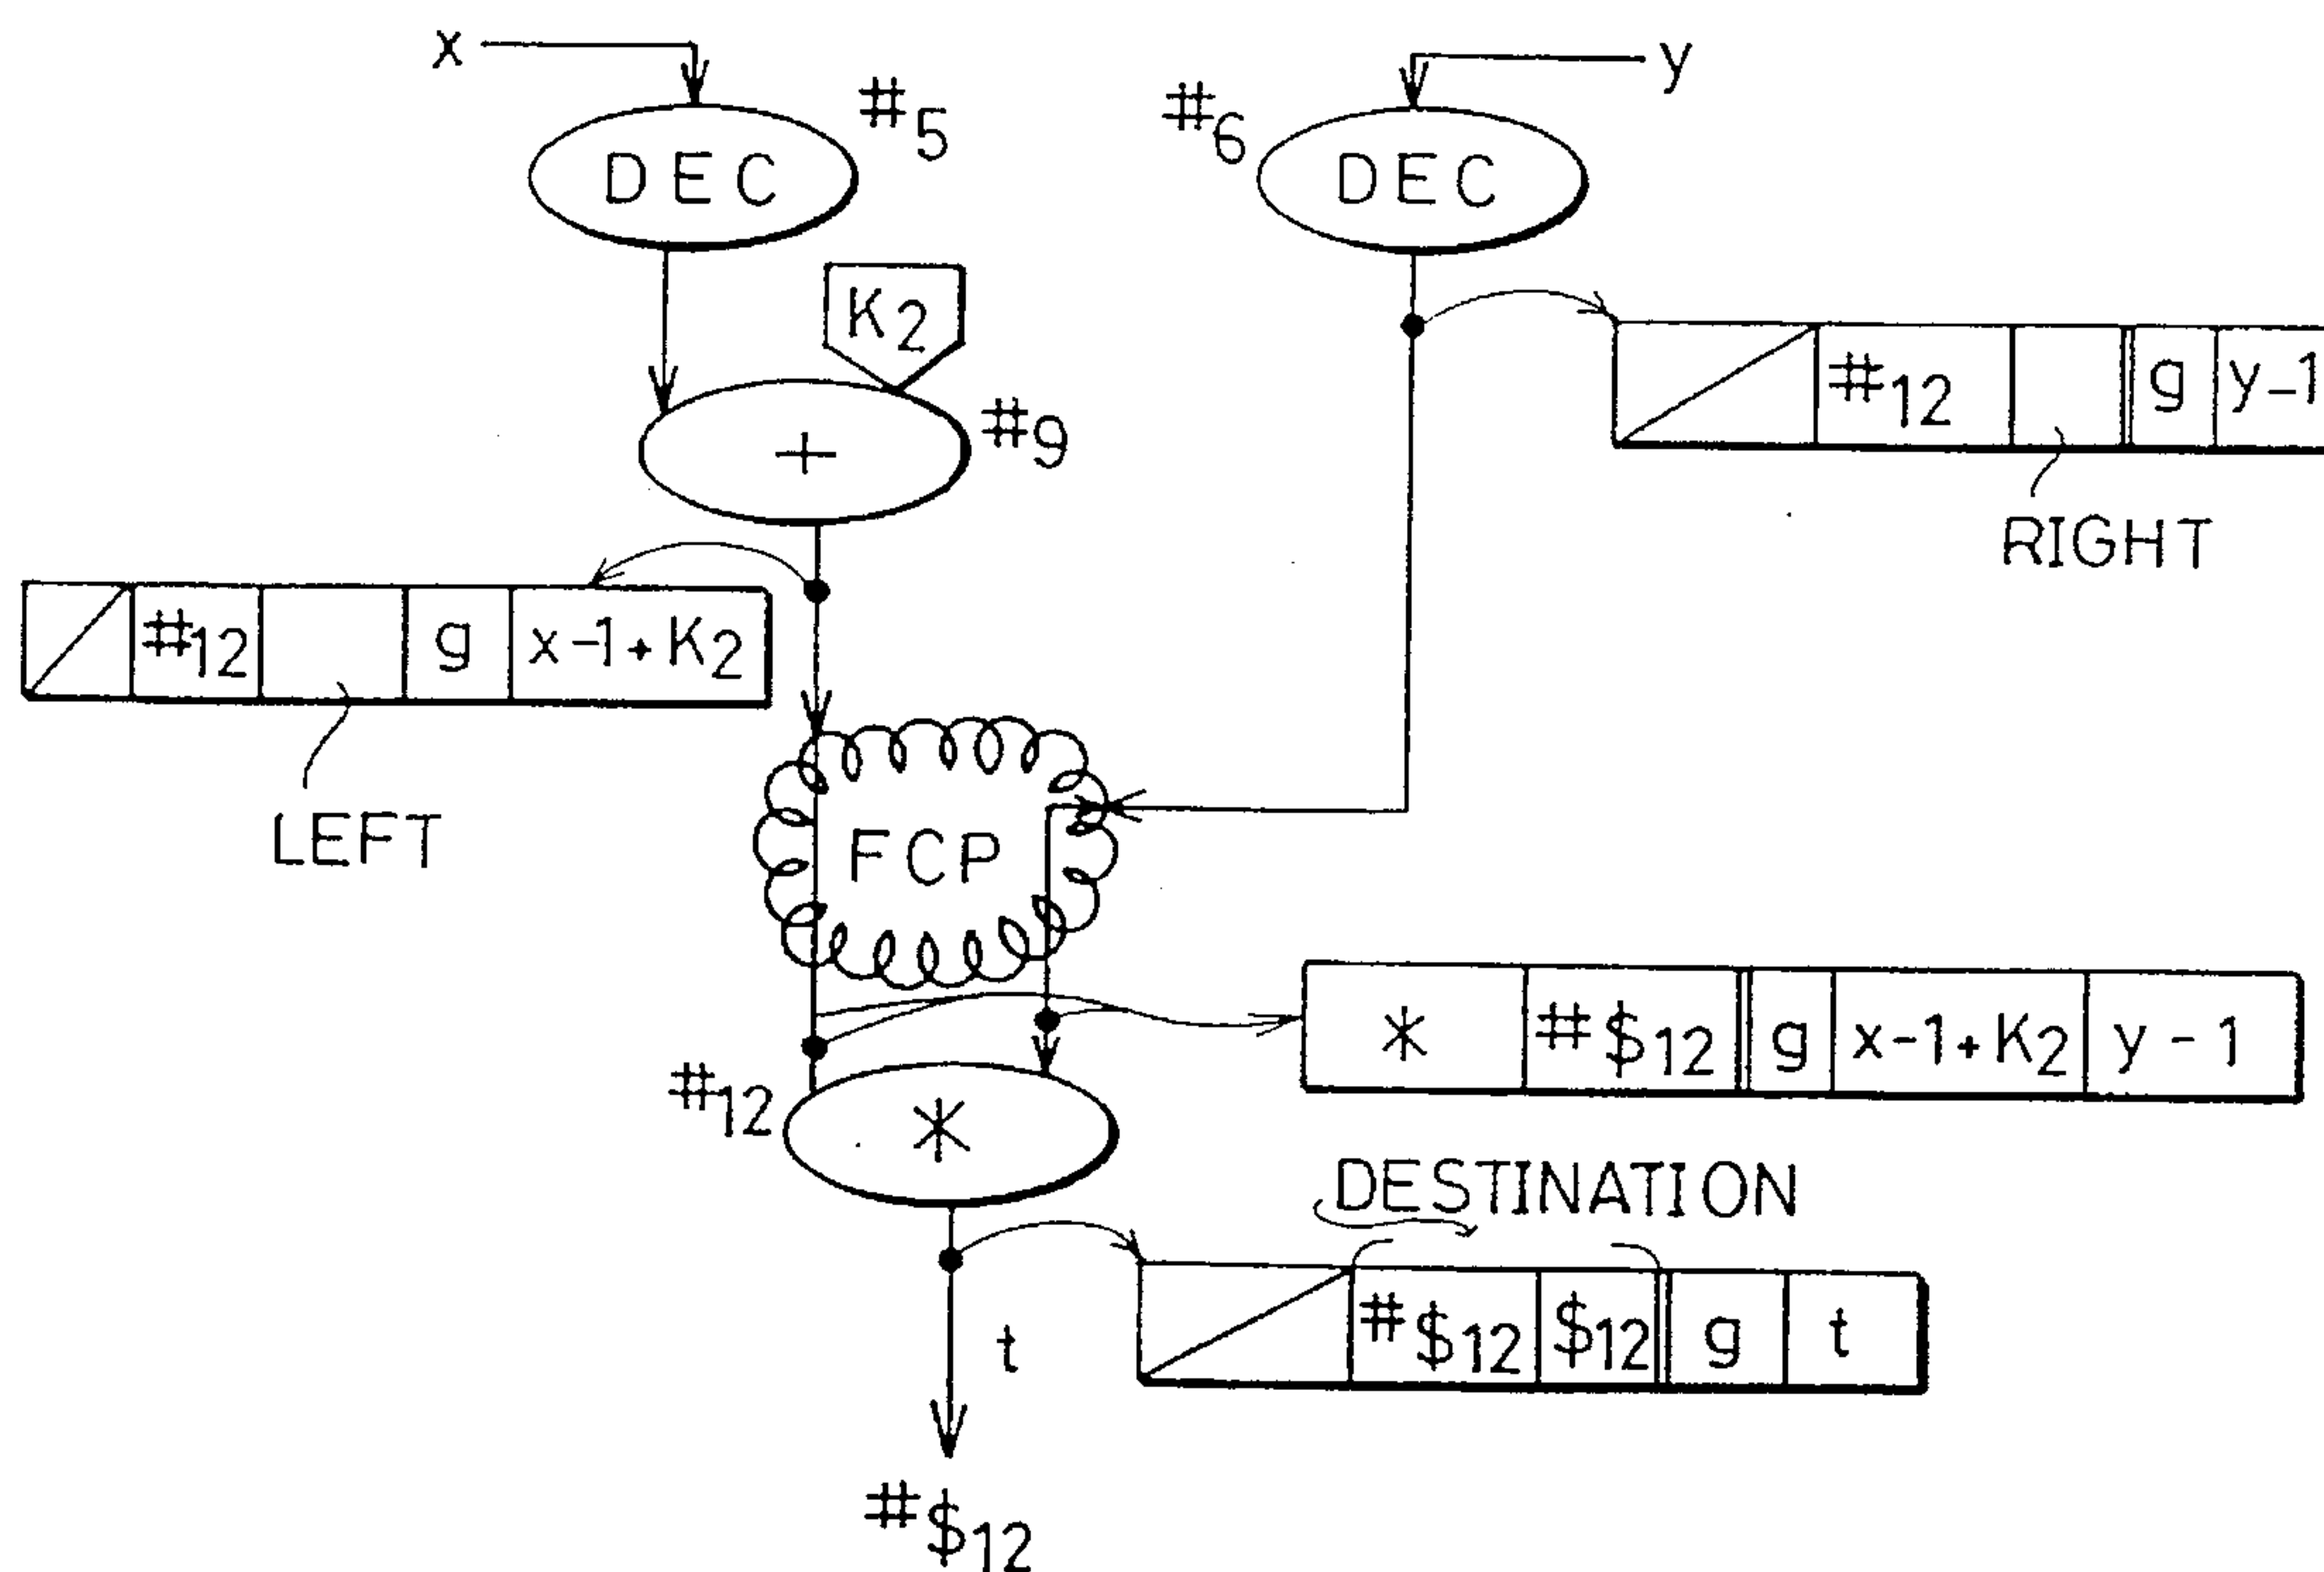 x
y
#5
#6
DEC
DEC
K2
+
#9
#12 g y-1
RIGHT
#12 g x-1+K2
LEFT
FCP
* #$12 g x-1+K2 y-1
#12
*
DESTINATION
#$12 $12 g t
t
#$12